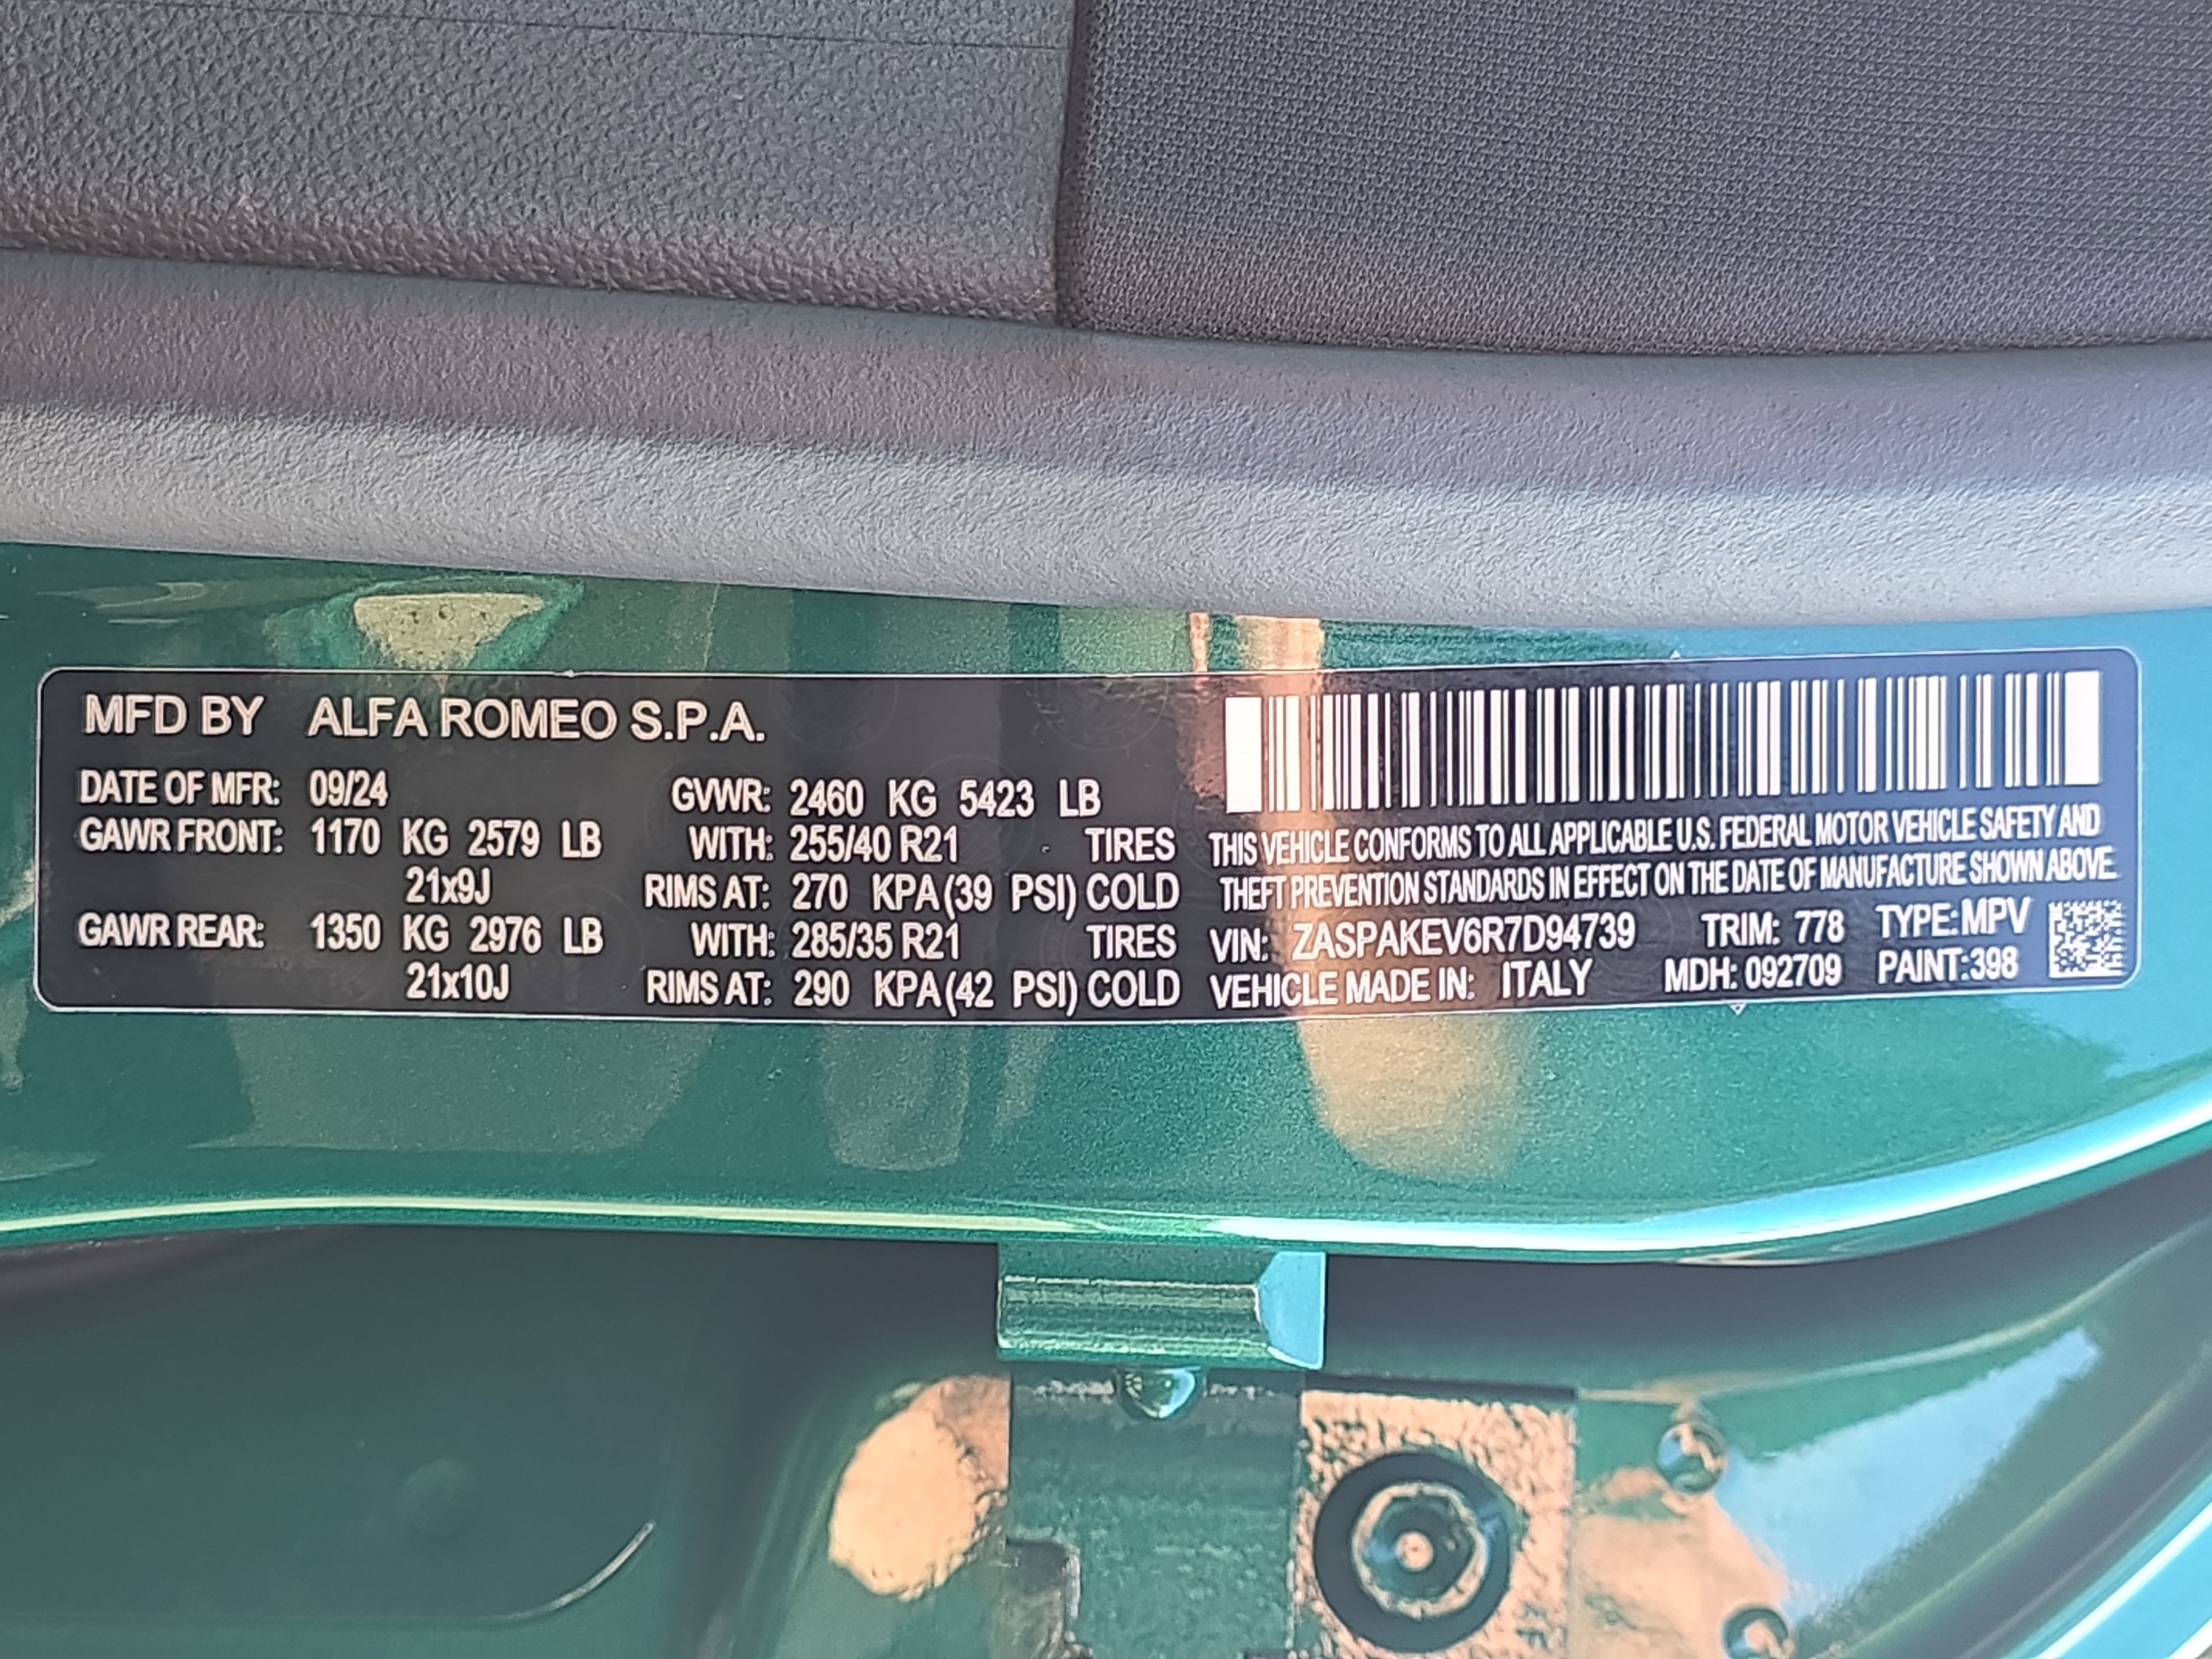 MFD BY ALFA ROMEO S.P.A.
DATE OF MFR: 09/24 GVWR: 2460 KG 5423 LB
GAWR FRONT: 1170 KG 2579 LB WITH: 255/40 R21 TIRES
21x9J RIMS AT: 270 KPA(39 PSI) COLD
GAWR REAR: 1350 KG 2976 LB WITH: 285/35 R21 TIRES
21x10J RIMS AT: 290 KPA(42 PSI) COLD
THIS VEHICLE CONFORMS TO ALL APPLICABLE U.S. FEDERAL MOTOR VEHICLE SAFETY AND
THEFT PREVENTION STANDARDS IN EFFECT ON THE DATE OF MANUFACTURE SHOWN ABOVE.
VIN: ZASPAKEV6R7D94739 TRIM: 778 TYPE:MPV
VEHICLE MADE IN: ITALY MDH: 092709 PAINT:398